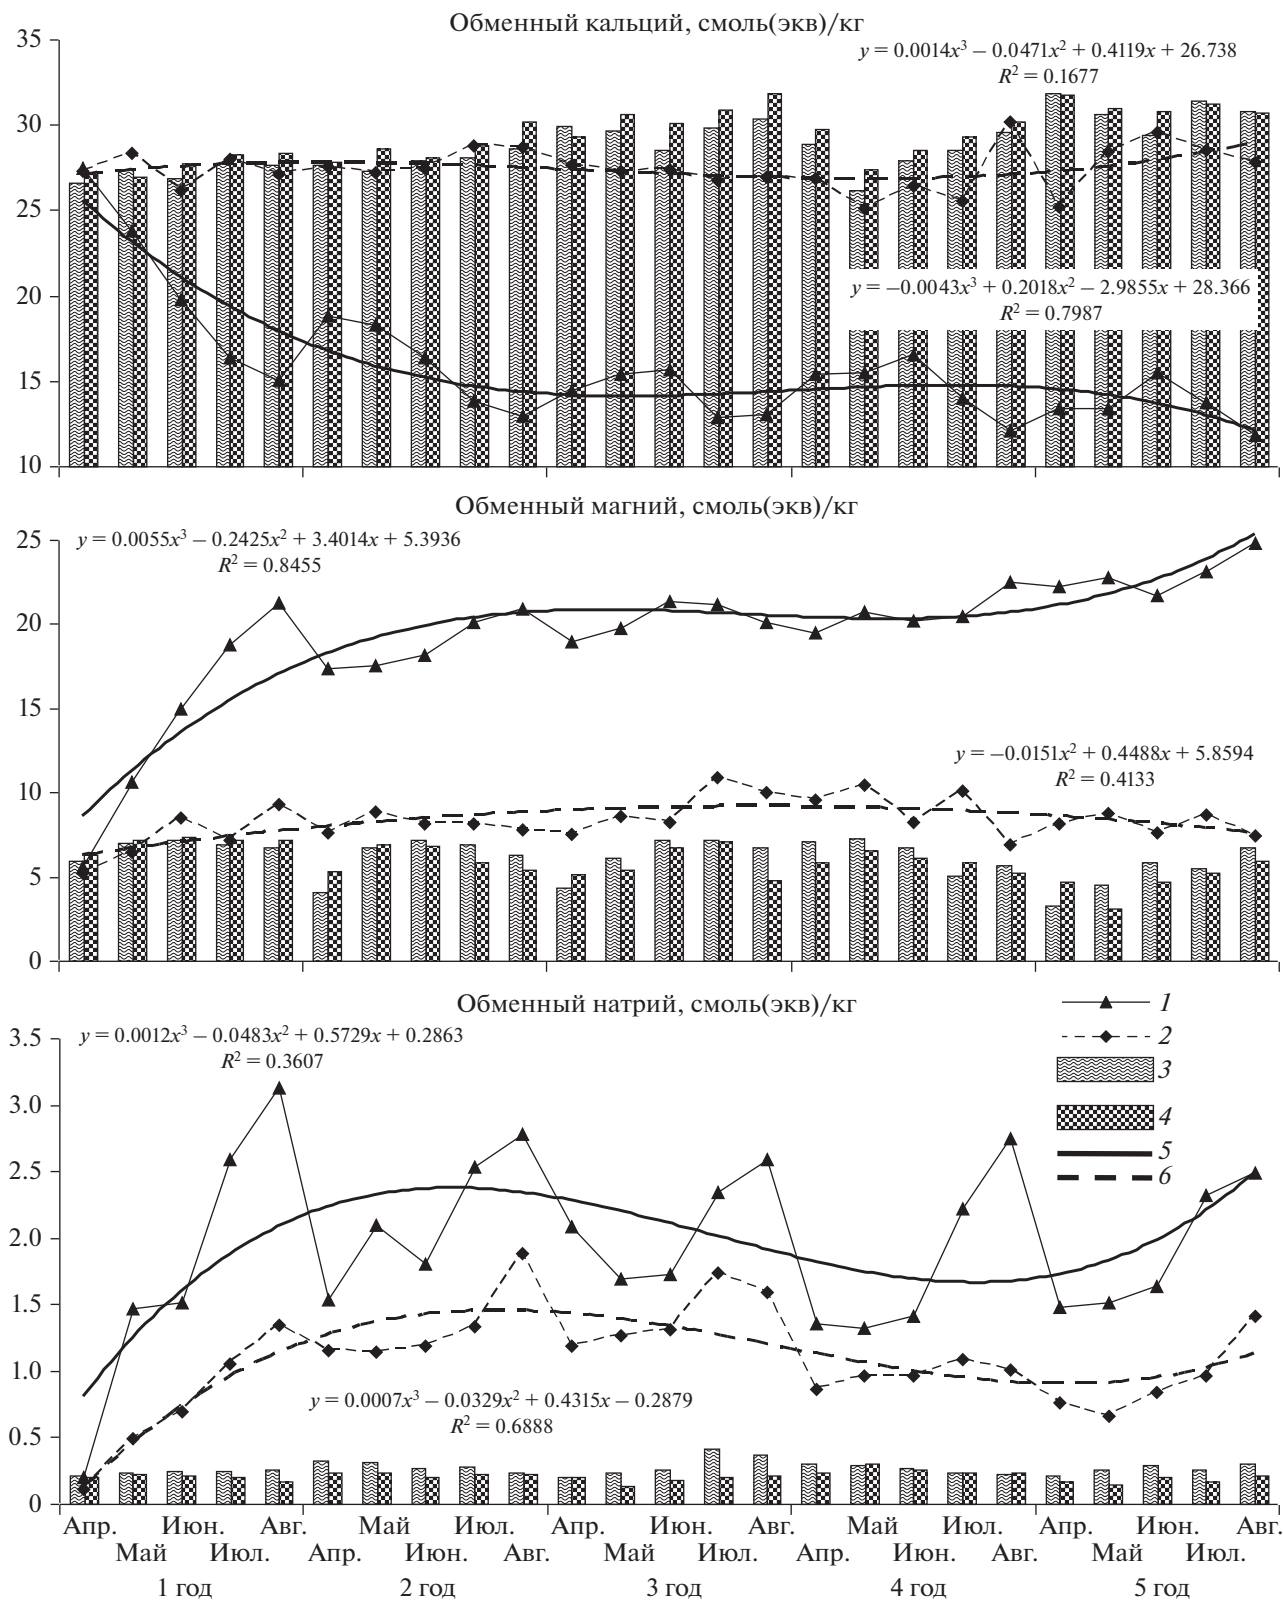 Обменный кальций, смоль(экв)/кг
35
y = 0.0014x³ – 0.0471x² + 0.4119x + 26.738
R² = 0.1677
30
25
20
y = –0.0043x³ + 0.2018x² – 2.9855x + 28.366
R² = 0.7987
15
10
Обменный магний, смоль(экв)/кг
25
y = 0.0055x³ – 0.2425x² + 3.4014x + 5.3936
R² = 0.8455
20
15
y = –0.0151x² + 0.4488x + 5.8594
R² = 0.4133
10
5
0
Обменный натрий, смоль(экв)/кг
3.5
y = 0.0012x³ – 0.0483x² + 0.5729x + 0.2863
R² = 0.3607
1
2
3
4
5
6
3.0
2.5
2.0
1.5
1.0
y = 0.0007x³ – 0.0329x² + 0.4315x – 0.2879
R² = 0.6888
0.5
0
Апр. Июн. Авг. Май Июл. Апр. Июн. Авг. Май Июл. Апр. Июн. Авг.
Май Июл. Апр. Июн. Авг. Май Июл. Апр. Июн. Авг. Май Июл.
1 год 2 год 3 год 4 год 5 год